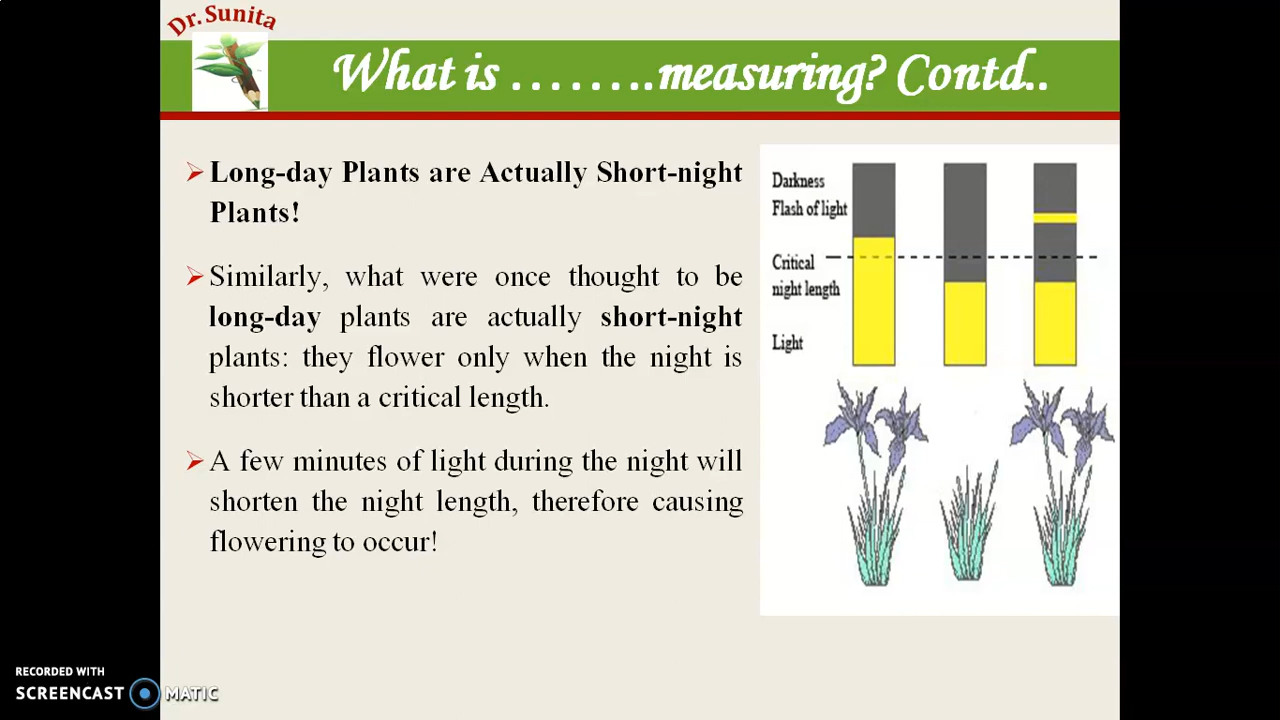 Dr. Sunita
What is ........measuring? Contd..
Long-day Plants are Actually Short-night
Plants!
Similarly, what were once thought to be
long-day plants are actually short-night
plants: they flower only when the night is
shorter than a critical length.
A few minutes of light during the night will
shorten the night length, therefore causing
flowering to occur!
Darkness
Flash of light
Critical
night length
Light
RECORDED WITH
SCREENCAST MATIC